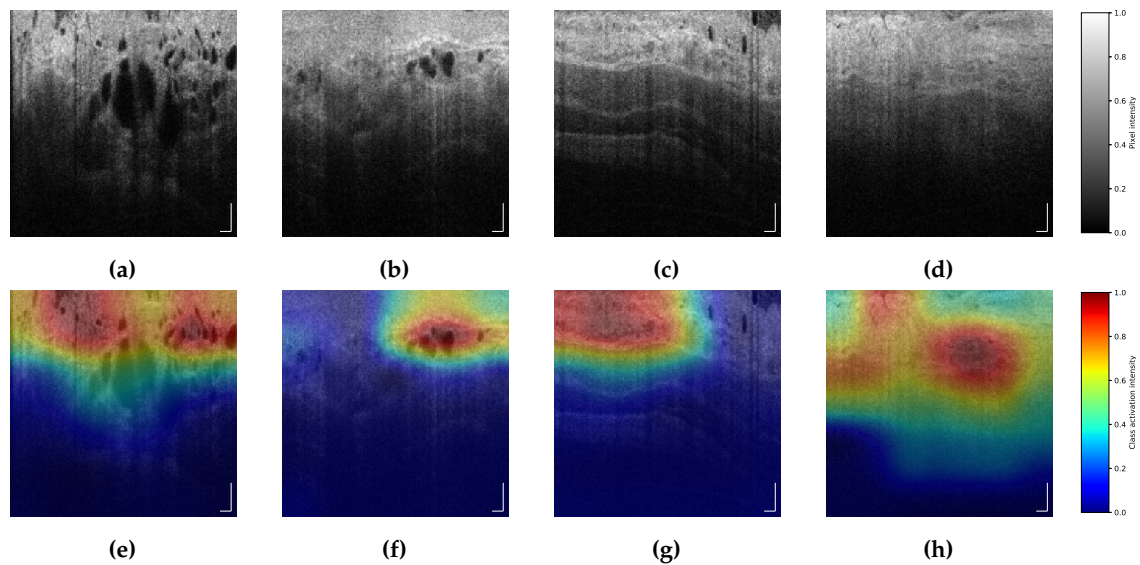 1.0
0.8
0.6
0.4
0.2
0.0
Pixel intensity
(a)
(b)
(c)
(d)
1.0
0.8
0.6
0.4
0.2
0.0
Class activation intensity
(e)
(f)
(g)
(h)